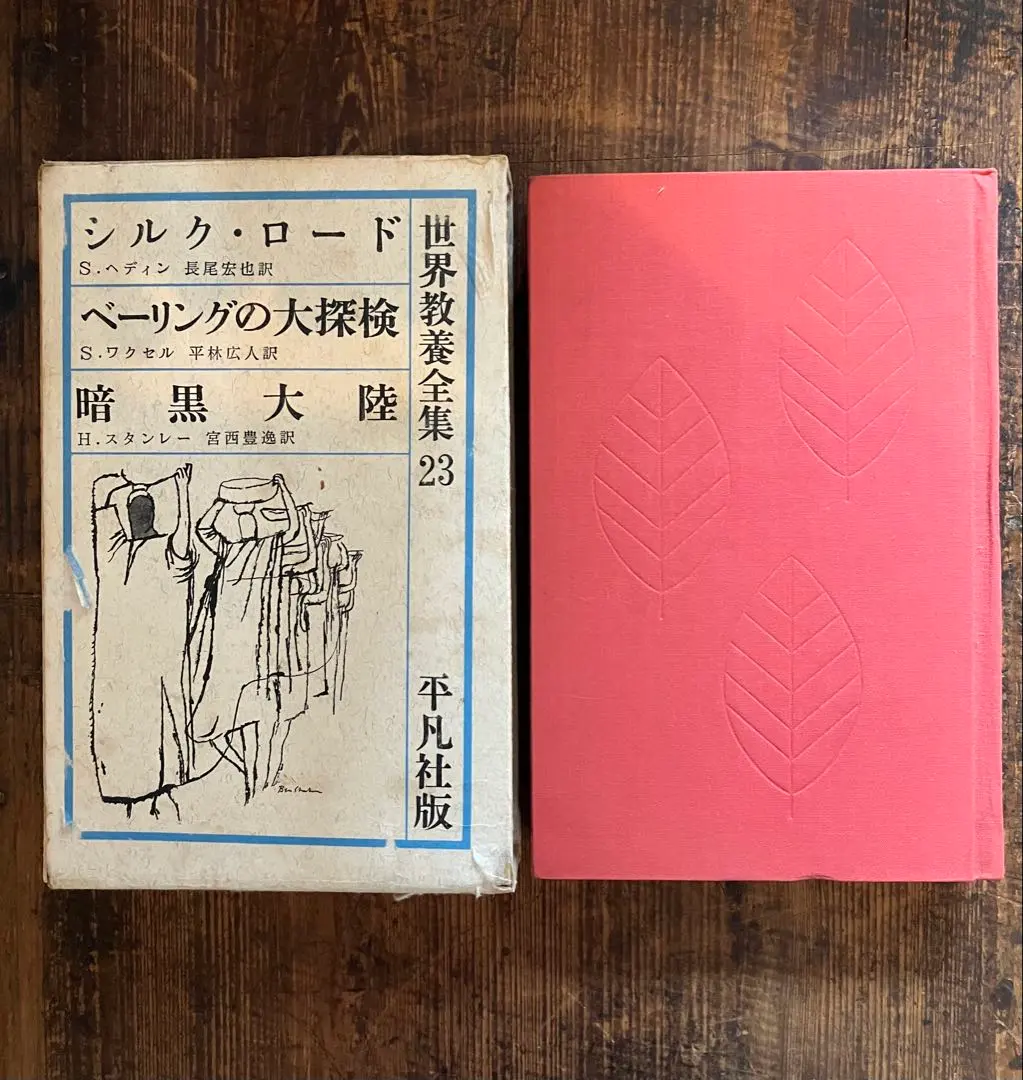 シルク・ロード
S.ヘディン 長尾宏也訳
ベーリングの大探検
S.ワクセル 平林広人訳
暗黒大陸
H.スタンレー 宮西豊逸訳
世界教養全集 23
平凡社版
Ben Shahn